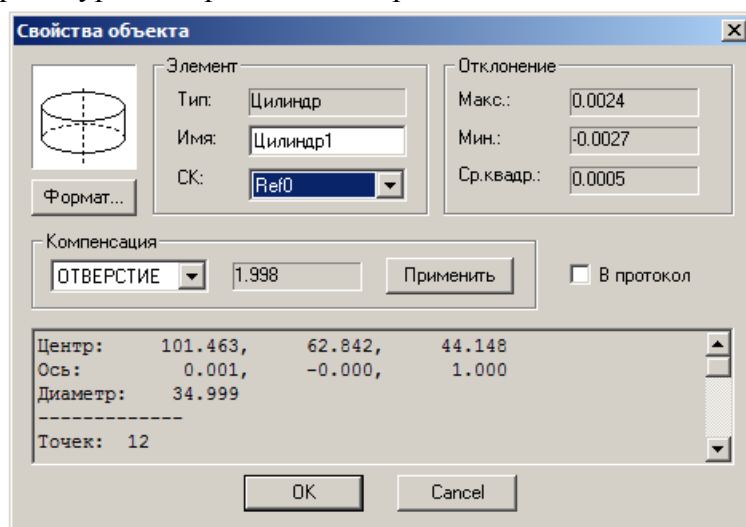 Свойства объекта
Элемент
Тип: Цилиндр
Имя: Цилиндр1
СК: Ref0
Формат...
Отклонение
Макс.: 0.0024
Мин.: -0.0027
Ср.квадр.: 0.0005
Компенсация
ОТВЕРСТИЕ 1.998 Применить
В протокол
Центр: 101.463, 62.842, 44.148
Ось: 0.001, -0.000, 1.000
Диаметр: 34.999
-------------
Точек: 12
OK Cancel